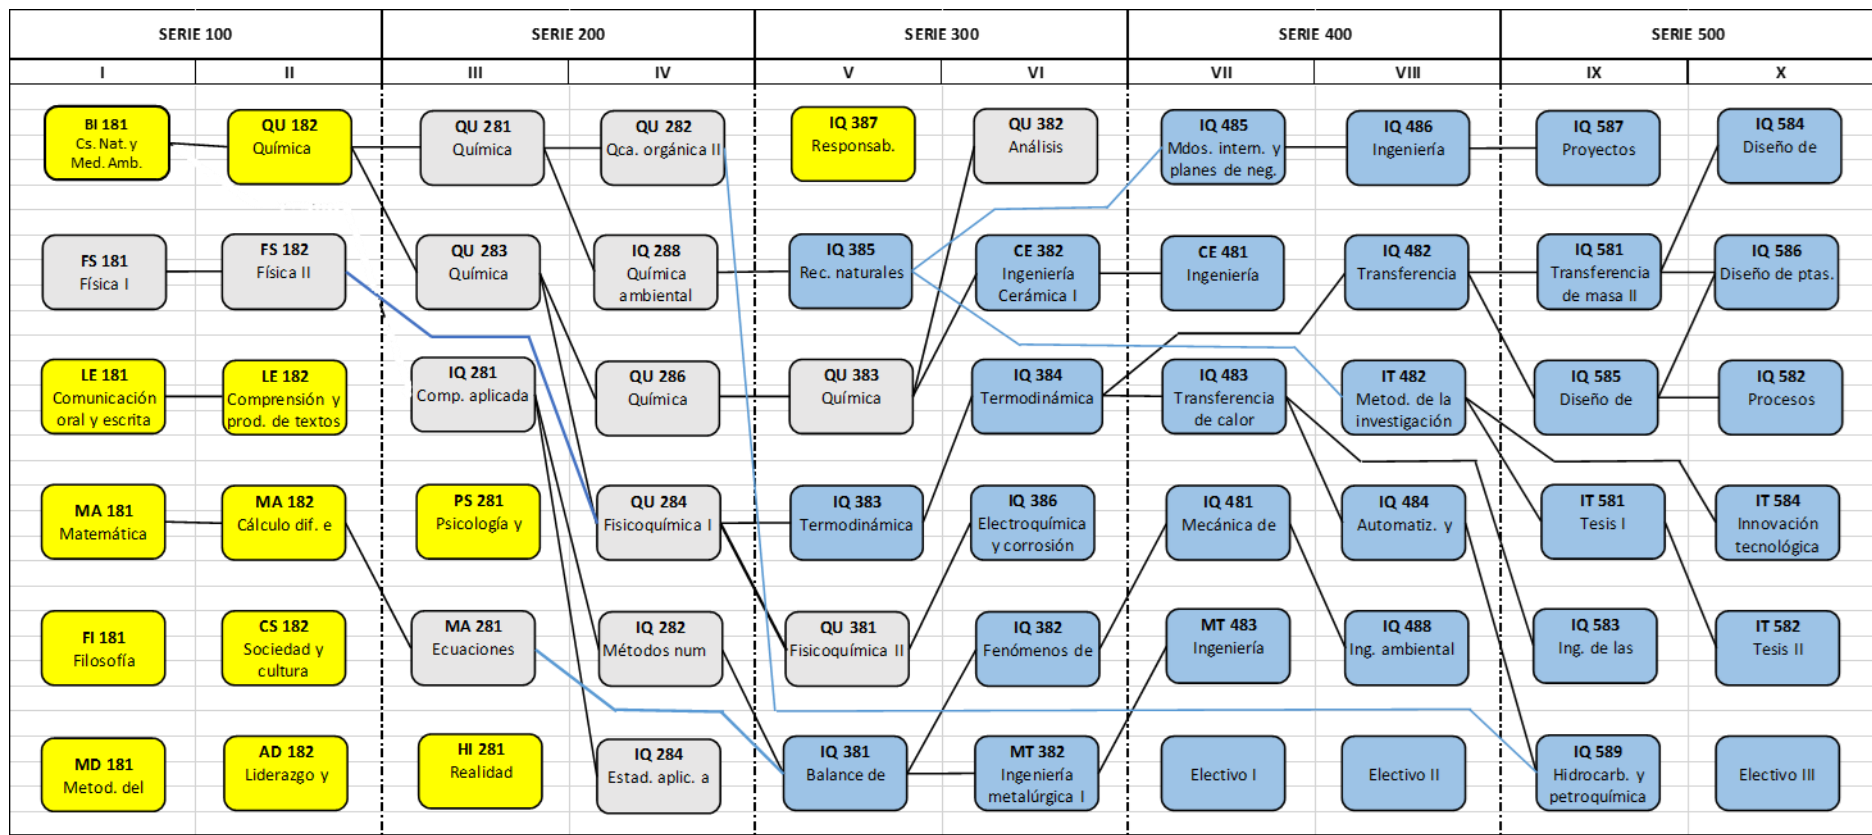 SERIE 100
SERIE 200
SERIE 300
SERIE 400
SERIE 500
I
II
III
IV
V
VI
VII
VIII
IX
X
BI 181
Cs. Nat. y
Med. Amb.
QU 182
Química
QU 281
Química
QU 282
Qca. orgánica II
IQ 387
Responsab.
QU 382
Análisis
IQ 485
Mdos. intern. y
planes de neg.
IQ 486
Ingeniería
IQ 587
Proyectos
IQ 584
Diseño de
FS 181
Física I
FS 182
Física II
QU 283
Química
IQ 288
Química
ambiental
IQ 385
Rec. naturales
CE 382
Ingeniería
Cerámica I
CE 481
Ingeniería
IQ 482
Transferencia
IQ 581
Transferencia
de masa II
IQ 586
Diseño de ptas.
LE 181
Comunicación
oral y escrita
LE 182
Comprensión y
prod. de textos
IQ 281
Comp. aplicada
QU 286
Química
QU 383
Química
IQ 384
Termodinámica
IQ 483
Transferencia
de calor
IT 482
Metod. de la
investigación
IQ 585
Diseño de
IQ 582
Procesos
MA 181
Matemática
MA 182
Cálculo dif. e
PS 281
Psicología y
QU 284
Fisicoquímica I
IQ 383
Termodinámica
IQ 386
Electroquímica
y corrosión
IQ 481
Mecánica de
IQ 484
Automatiz. y
IT 581
Tesis I
IT 584
Innovación
tecnológica
FI 181
Filosofía
CS 182
Sociedad y
cultura
MA 281
Ecuaciones
IQ 282
Métodos num
QU 381
Fisicoquímica II
IQ 382
Fenómenos de
MT 483
Ingeniería
IQ 488
Ing. ambiental
IQ 583
Ing. de las
IT 582
Tesis II
MD 181
Metod. del
AD 182
Liderazgo y
HI 281
Realidad
IQ 284
Estad. aplic. a
IQ 381
Balance de
MT 382
Ingeniería
metalúrgica I
Electivo I
Electivo II
IQ 589
Hidrocarb. y
petroquímica
Electivo III